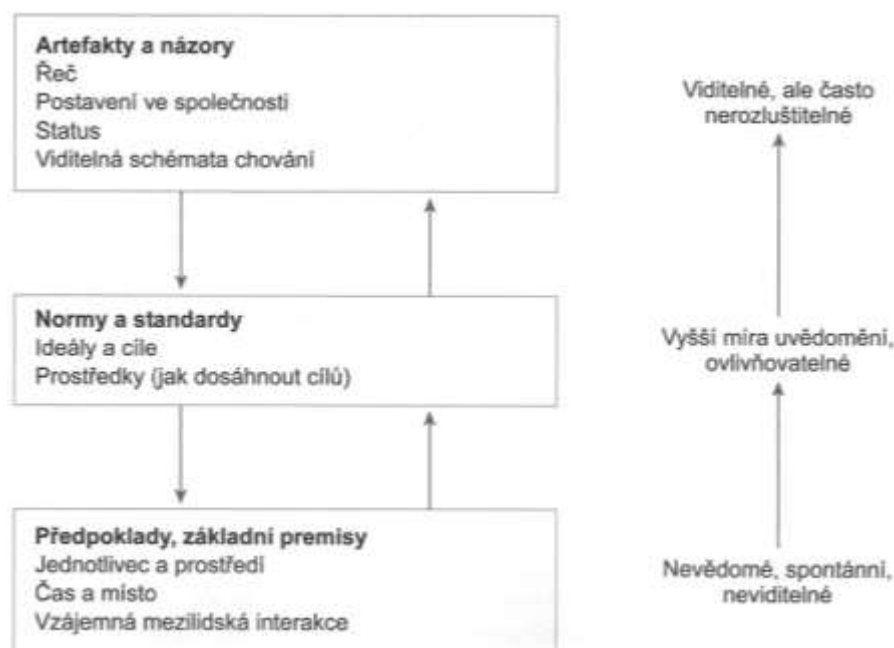 Artefakty a názory
Řeč
Postavení ve společnosti
Status
Viditelná schémata chování
Viditelné, ale často
nerozluštitelné
Normy a standardy
Ideály a cíle
Prostředky (jak dosáhnout cílů)
Vyšší míra uvědomění,
ovlivňovatelné
Předpoklady, základní premisy
Jednotlivec a prostředí
Čas a místo
Vzájemná mezilidská interakce
Nevědomé, spontánní,
neviditelné